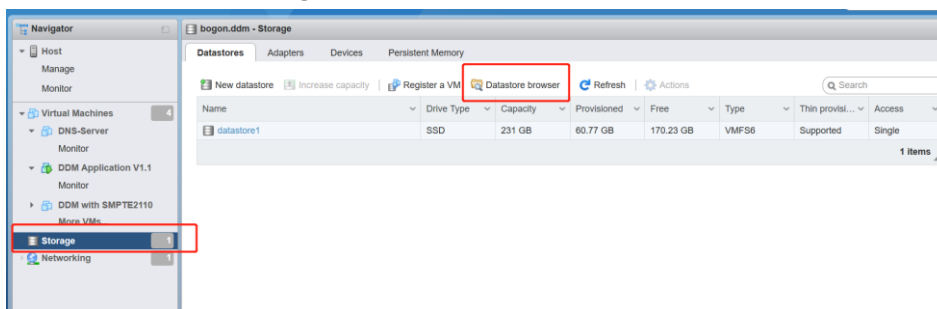 Navigator
Host
Manage
Monitor
Virtual Machines 4
DNS-Server
Monitor
DDM Application V1.1
Monitor
DDM with SMPTE2110
More VMs
Storage 1
Networking 1
bogon.ddm - Storage
Datastores Adapters Devices Persistent Memory
New datastore Increase capacity Register a VM Datastore browser Refresh Actions Search
Name Drive Type Capacity Provisioned Free Type Thin provisi... Access
datastore1 SSD 231 GB 60.77 GB 170.23 GB VMFS6 Supported Single
1 items